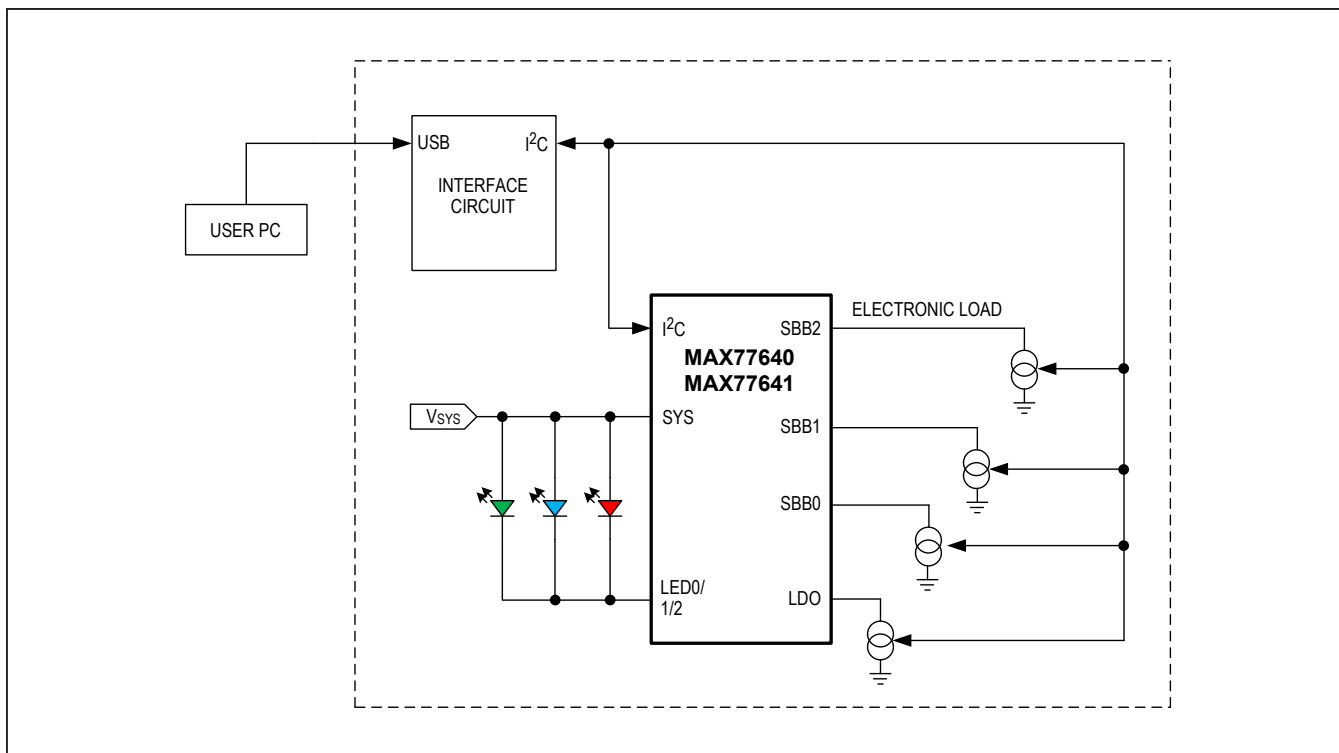 USB
I²C
INTERFACE
CIRCUIT
USER PC
ELECTRONIC LOAD
I²C
SBB2
MAX77640
MAX77641
VSYS
SYS
SBB1
SBB0
LED0/
1/2
LDO